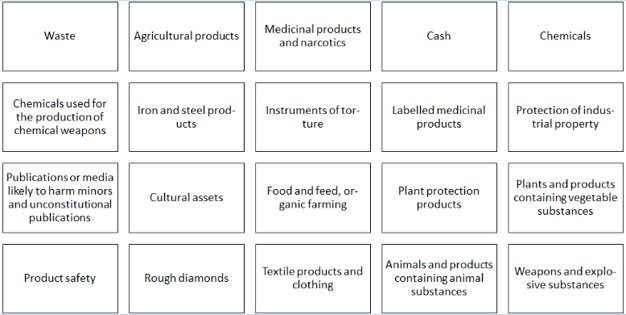 Waste
Agricultural products
Medicinal products
and narcotics
Cash
Chemicals
Chemicals used for
the production of
chemical weapons
Iron and steel prod-
ucts
Instruments of tor-
ture
Labelled medicinal
products
Protection of indus-
trial property
Publications or media
likely to harm minors
and unconstitutional
publications
Cultural assets
Food and feed, or-
ganic farming
Plant protection
products
Plants and products
containing vegetable
substances
Product safety
Rough diamonds
Textile products and
clothing
Animals and products
containing animal
substances
Weapons and explo-
sive substances